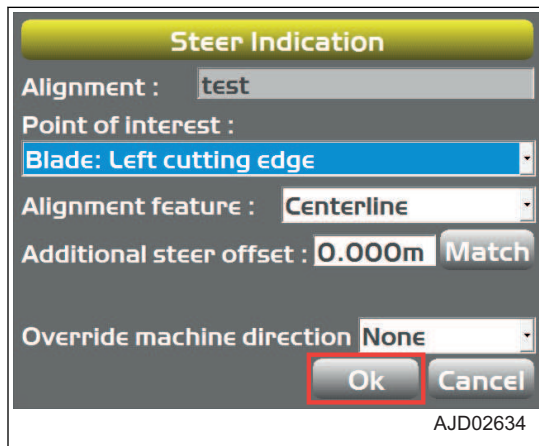 Steer Indication
Alignment : test
Point of interest :
Blade: Left cutting edge
Alignment feature : Centerline
Additional steer offset : 0.000m Match
Override machine direction None
Ok Cancel
AJD02634